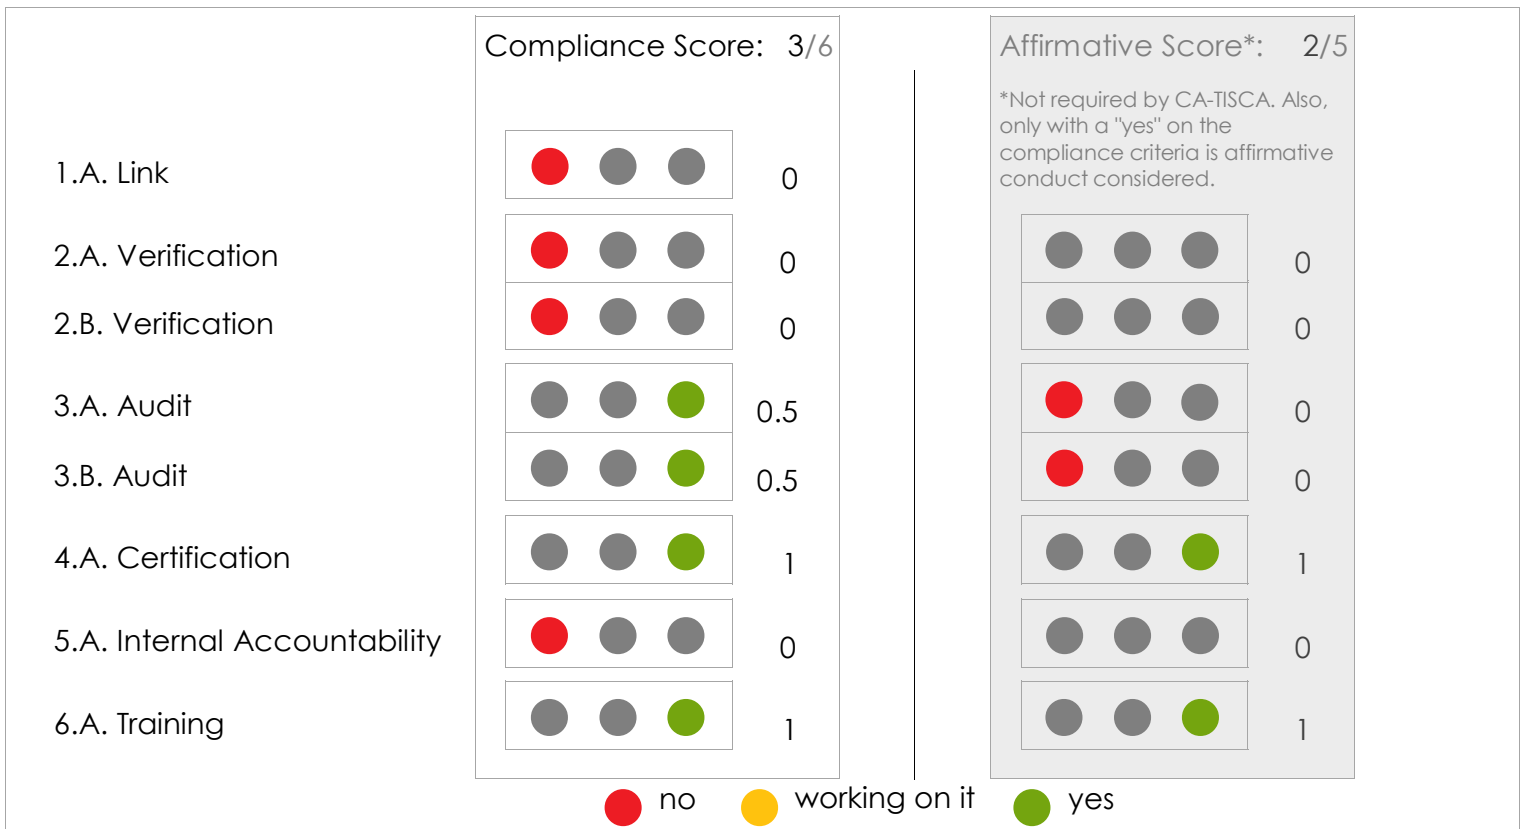 Compliance Score: 3/6
Affirmative Score*: 2/5
*Not required by CA-TISCA. Also,
only with a "yes" on the
compliance criteria is affirmative
conduct considered.
1.A. Link 0
2.A. Verification 0 0
2.B. Verification 0 0
3.A. Audit 0.5 0
3.B. Audit 0.5 0
4.A. Certification 1 1
5.A. Internal Accountability 0 0
6.A. Training 1 1
no working on it yes